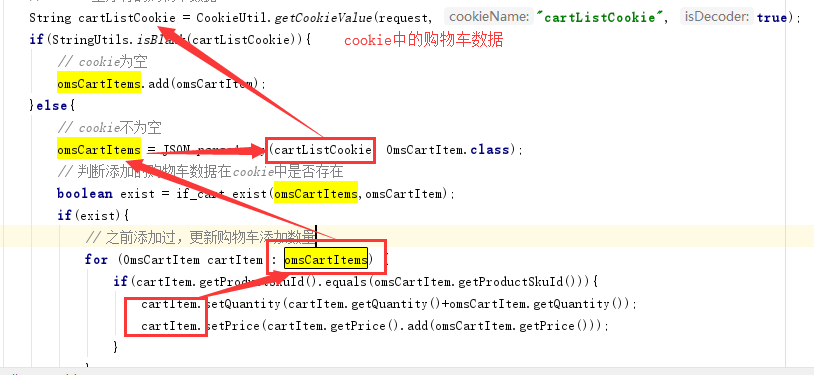 String cartListCookie = CookieUtil.getCookieValue(request, cookieName: "cartListCookie", isDecoder: true);
if(StringUtils.isBlank(cartListCookie)){ cookie中的购物车数据
// cookie为空
omsCartItems.add(omsCartItem);
}else{
// cookie不为空
omsCartItems = JSON (cartListCookie, OmsCartItem.class);
// 判断添加的购物车数据在cookie中是否存在
boolean exist = if_cart_exist(omsCartItems,omsCartItem);
if(exist){
// 之前添加过，更新购物车添加数量
for (OmsCartItem cartItem : omsCartItems) {
if(cartItem.getProductSkuId().equals(omsCartItem.getProductSkuId())){
cartItem.setQuantity(cartItem.getQuantity()+omsCartItem.getQuantity());
cartItem.setPrice(cartItem.getPrice().add(omsCartItem.getPrice()));
}